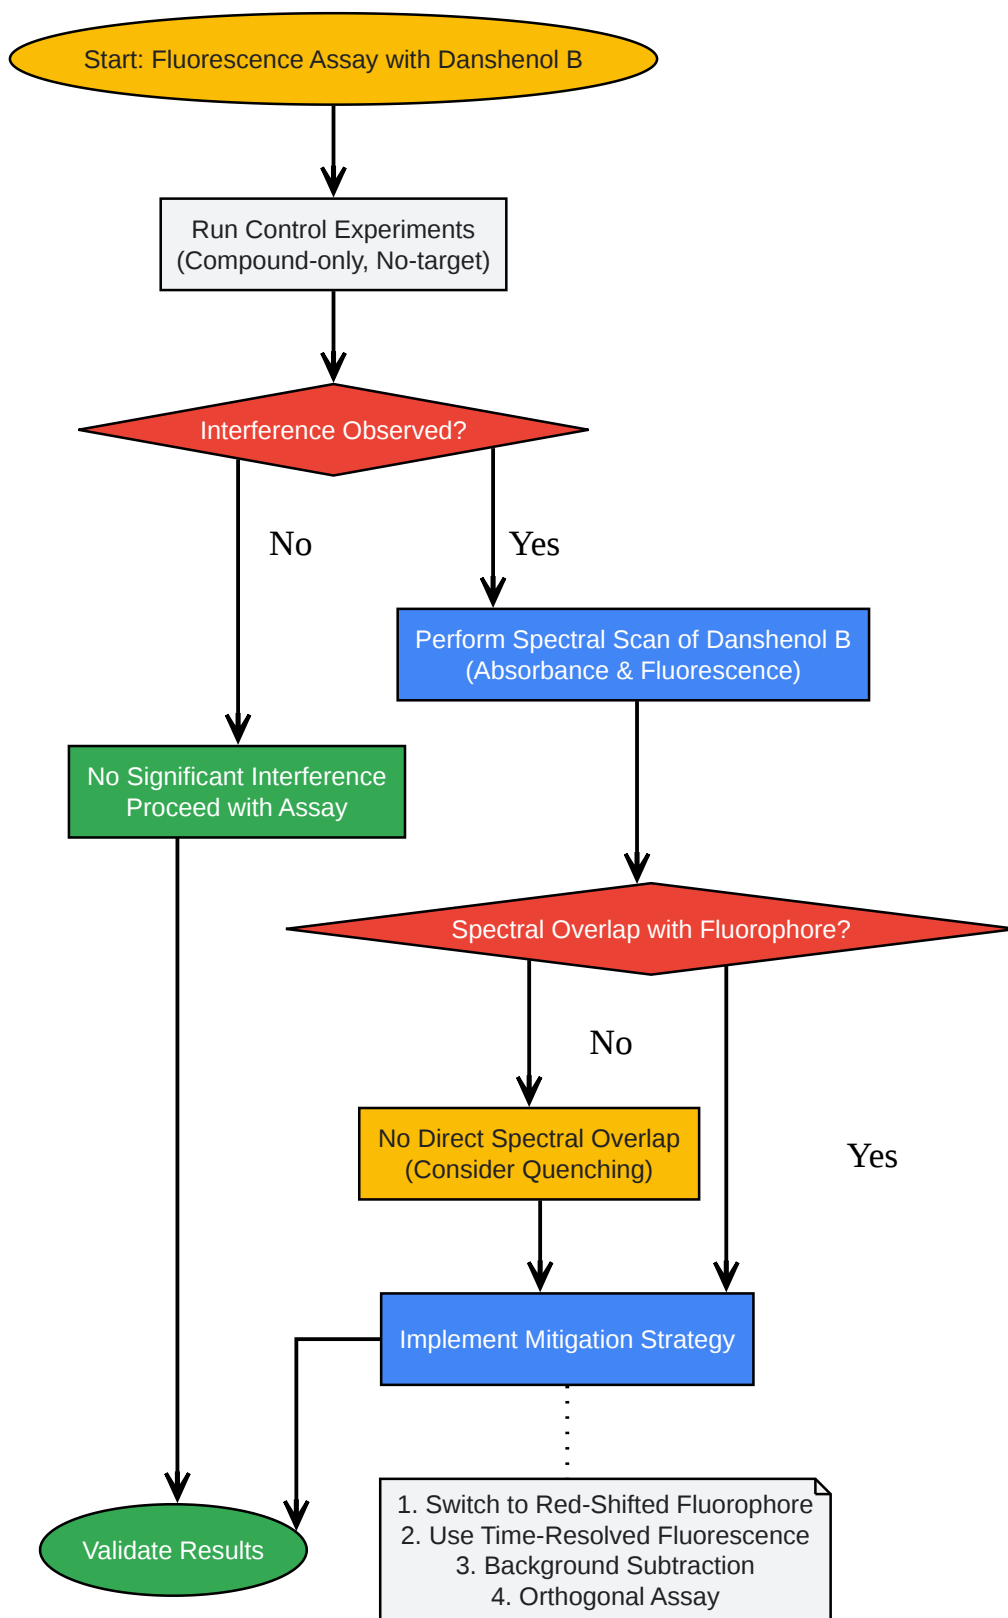 Start: Fluorescence Assay with Danshenol B
Run Control Experiments
(Compound-only, No-target)
Interference Observed?
No
Yes
Perform Spectral Scan of Danshenol B
(Absorbance & Fluorescence)
No Significant Interference
Proceed with Assay
Spectral Overlap with Fluorophore?
No
Yes
No Direct Spectral Overlap
(Consider Quenching)
Implement Mitigation Strategy
1. Switch to Red-Shifted Fluorophore
2. Use Time-Resolved Fluorescence
3. Background Subtraction
4. Orthogonal Assay
Validate Results